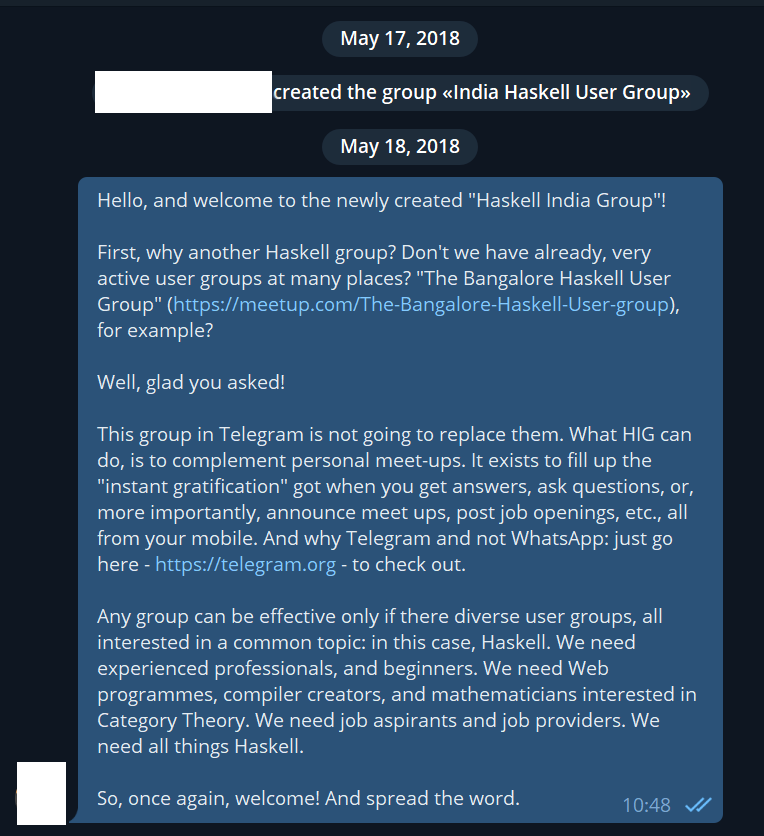 May 17, 2018
created the group «India Haskell User Group»
May 18, 2018
Hello, and welcome to the newly created "Haskell India Group"!
First, why another Haskell group? Don't we have already, very
active user groups at many places? "The Bangalore Haskell User
Group" (https://meetup.com/The-Bangalore-Haskell-User-group),
for example?
Well, glad you asked!
This group in Telegram is not going to replace them. What HIG can
do, is to complement personal meet-ups. It exists to fill up the
"instant gratification" got when you get answers, ask questions, or,
more importantly, announce meet ups, post job openings, etc., all
from your mobile. And why Telegram and not WhatsApp: just go
here - https://telegram.org - to check out.
Any group can be effective only if there diverse user groups, all
interested in a common topic: in this case, Haskell. We need
experienced professionals, and beginners. We need Web
programmes, compiler creators, and mathematicians interested in
Category Theory. We need job aspirants and job providers. We
need all things Haskell.
So, once again, welcome! And spread the word.
10:48